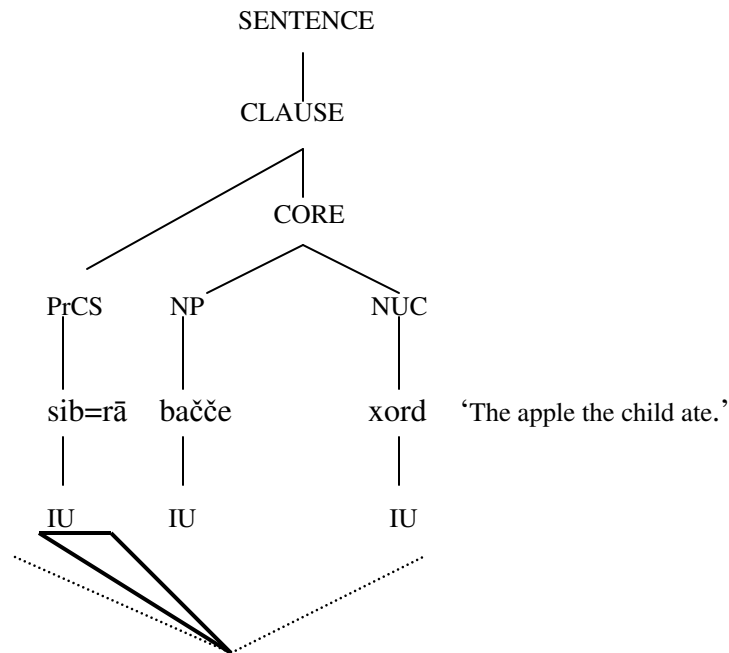 SENTENCE
CLAUSE
CORE
PrCS NP NUC
sib=rā bačče xord ‘The apple the child ate.’
IU IU IU